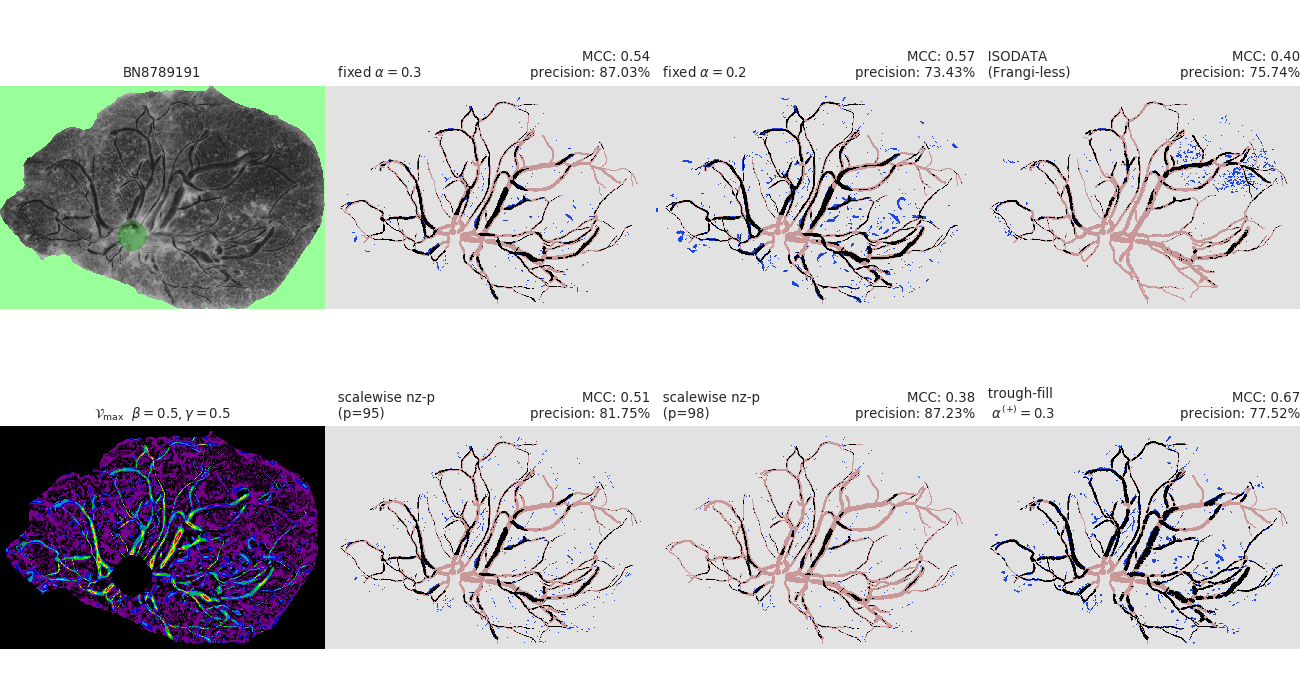 BN8789191
fixed α = 0.3
MCC: 0.54
precision: 87.03%
fixed α = 0.2
MCC: 0.57
precision: 73.43%
ISODATA
(Frangi-less)
MCC: 0.40
precision: 75.74%
𝒱max β = 0.5, γ = 0.5
scalewise nz-p
(p=95)
MCC: 0.51
precision: 81.75%
scalewise nz-p
(p=98)
MCC: 0.38
precision: 87.23%
trough-fill
α(+) = 0.3
MCC: 0.67
precision: 77.52%